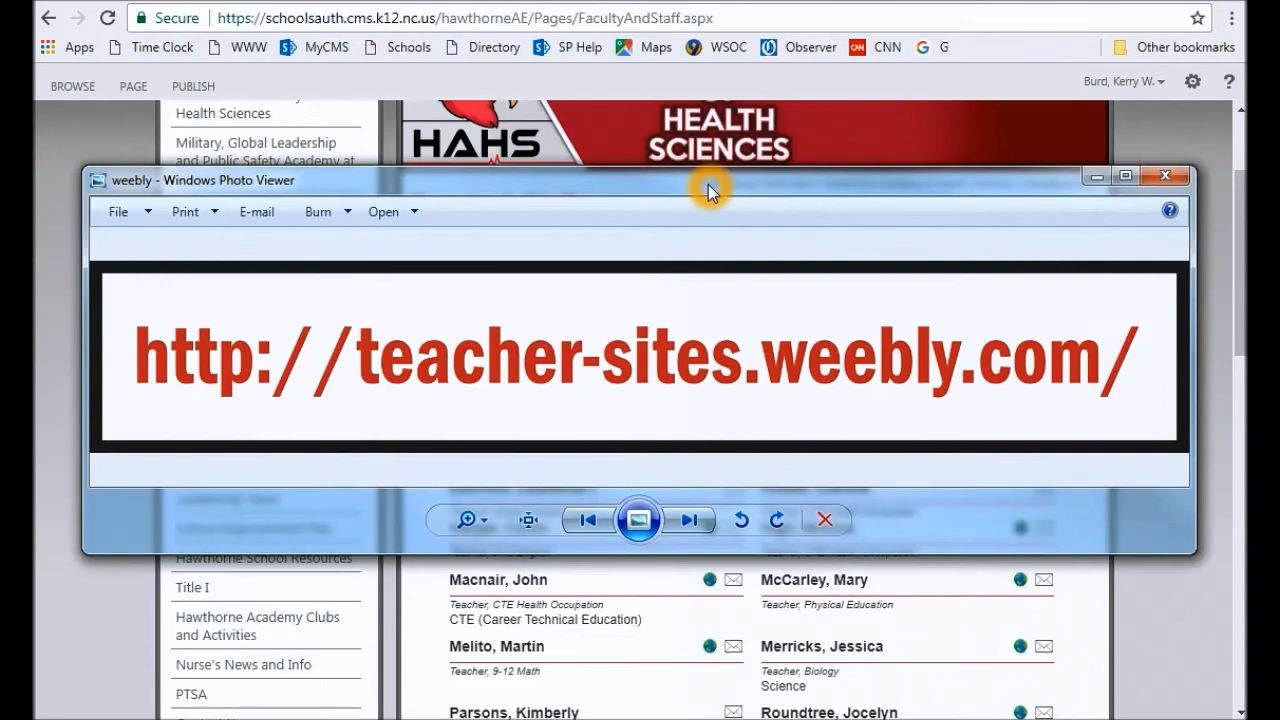 Secure https://schoolsauth.cms.k12.nc.us/hawthorneAE/Pages/FacultyAndStaff.aspx
Apps Time Clock WWW MyCMS Schools Directory SP Help Maps WSOC Observer CNN G Other bookmarks
BROWSE PAGE PUBLISH Burd, Kerry W.
Health Sciences
Military, Global Leadership
and Public Safety Academy at
HAHS
HEALTH
SCIENCES
weebly - Windows Photo Viewer
File Print E-mail Burn Open
http://teacher-sites.weebly.com/
Hawthorne School Resources
Title I
Hawthorne Academy Clubs
and Activities
Nurse's News and Info
PTSA
Macnair, John
Teacher, CTE Health Occupation
CTE (Career Technical Education)
McCarley, Mary
Teacher, Physical Education
Melito, Martin
Teacher, 9-12 Math
Merricks, Jessica
Teacher, Biology
Science
Parsons, Kimberly
Roundtree, Jocelyn